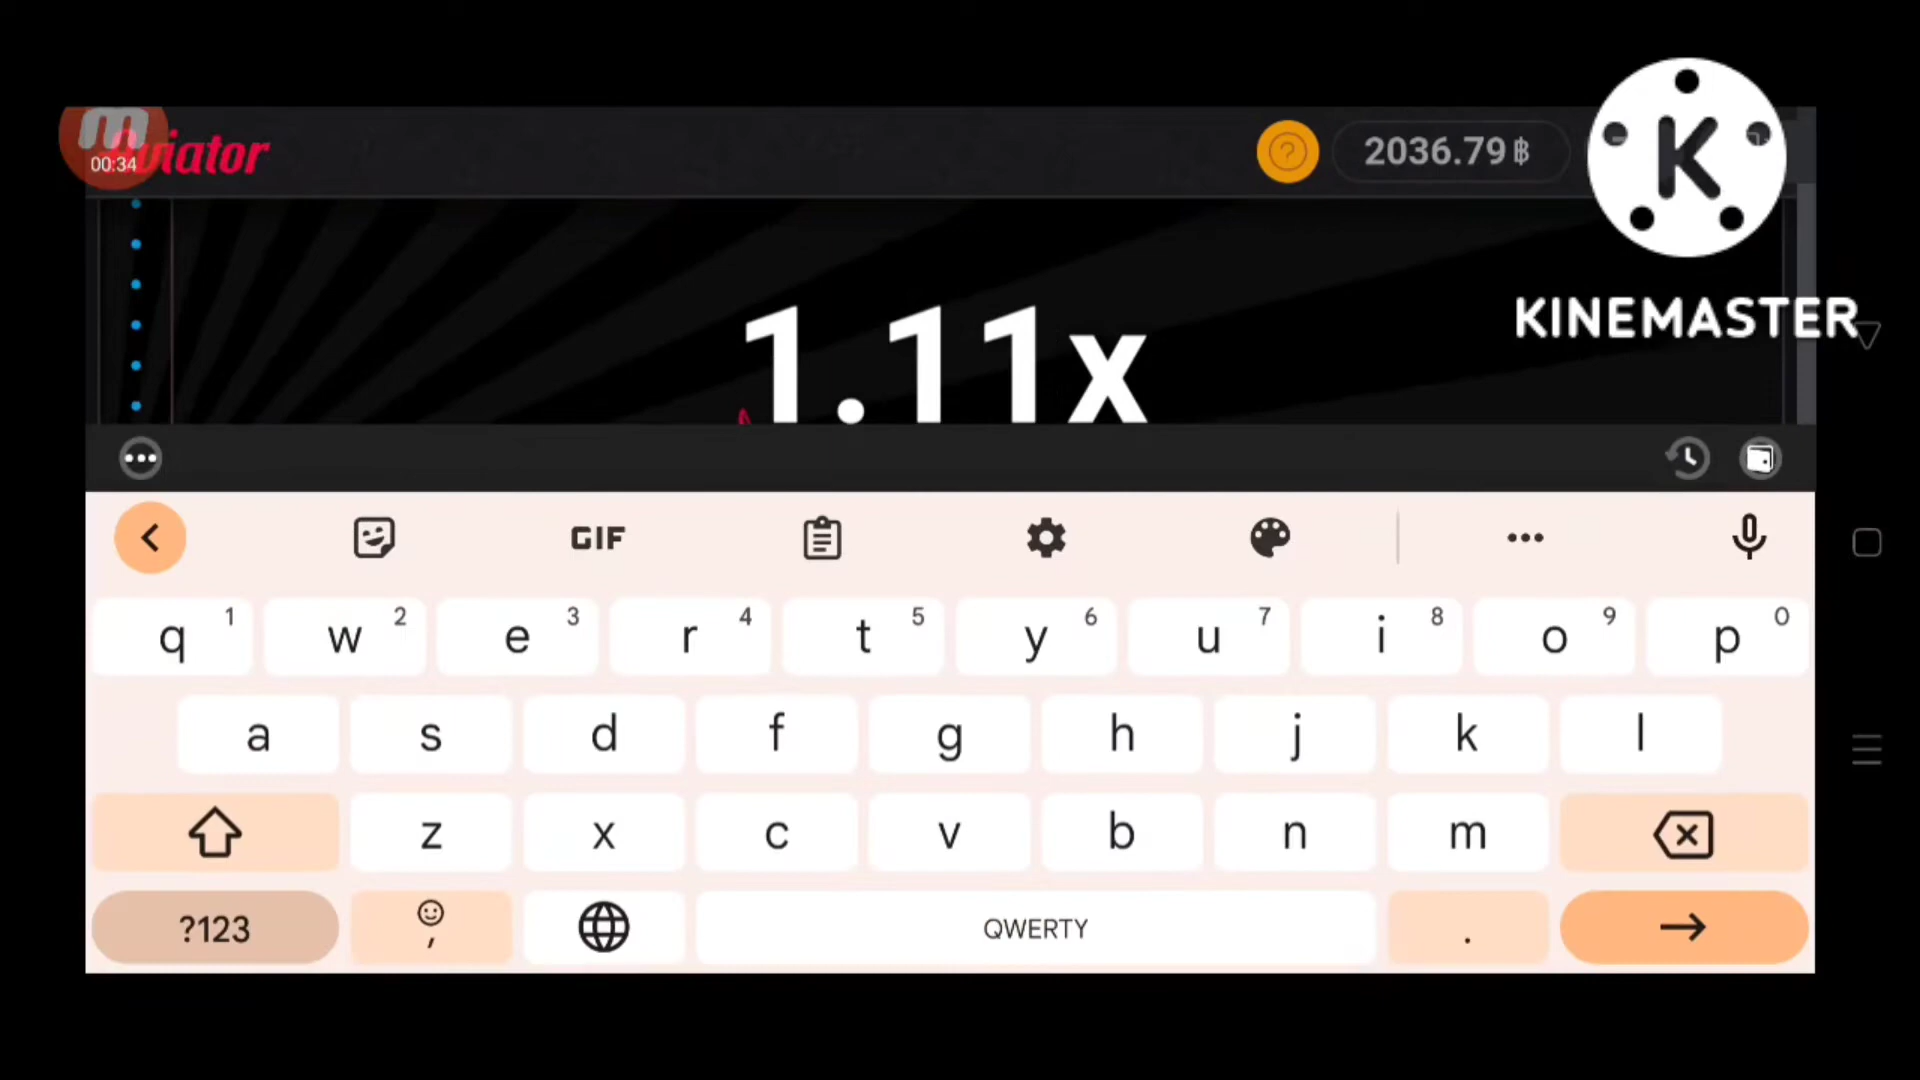 Aviator
00:34
2036.79 ฿
K
KINEMASTER
1.11x
GIF
q 1 w 2 e 3 r 4 t 5 y 6 u 7 i 8 o 9 p 0
a s d f g h j k l
z x c v b n m
?123 , QWERTY .